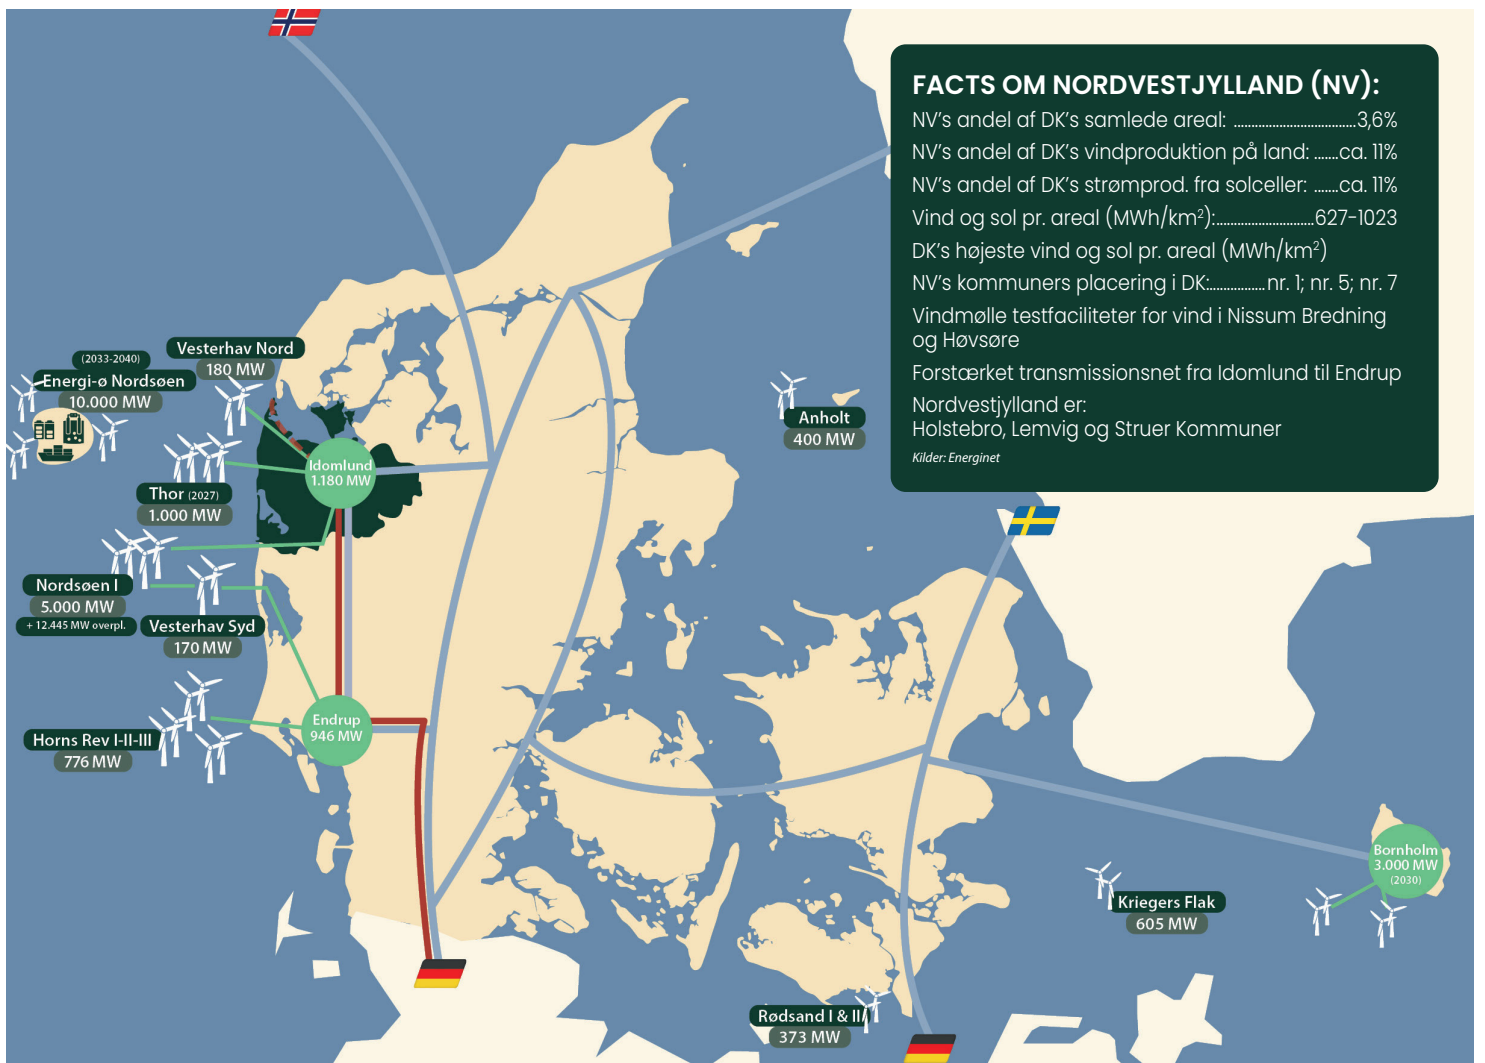 FACTS OM NORDVESTJYLLAND (NV):
NV's andel af DK's samlede areal: ...................................3,6%
NV's andel af DK's vindproduktion på land: .......ca. 11%
NV's andel af DK's strømprod. fra solceller: ......ca. 11%
Vind og sol pr. areal (MWh/km²):............................627-1023
DK's højeste vind og sol pr. areal (MWh/km²)
NV's kommuners placering i DK:................nr. 1; nr. 5; nr. 7
Vindmølle testfaciliteter for vind i Nissum Bredning
og Høvsøre
Forstærket transmissionsnet fra Idomlund til Endrup
Nordvestjylland er:
Holstebro, Lemvig og Struer Kommuner
Kilder: Energinet
Vesterhav Nord
180 MW
(2033-2040)
Energi-ø Nordsøen
10.000 MW
Anholt
400 MW
Idomlund
1.180 MW
Thor (2027)
1.000 MW
Nordsøen I
5.000 MW
+ 12.445 MW overpl.
Vesterhav Syd
170 MW
Endrup
946 MW
Horns Rev I-II-III
776 MW
Bornholm
3.000 MW
(2030)
Kriegers Flak
605 MW
Rødsand I & II
373 MW